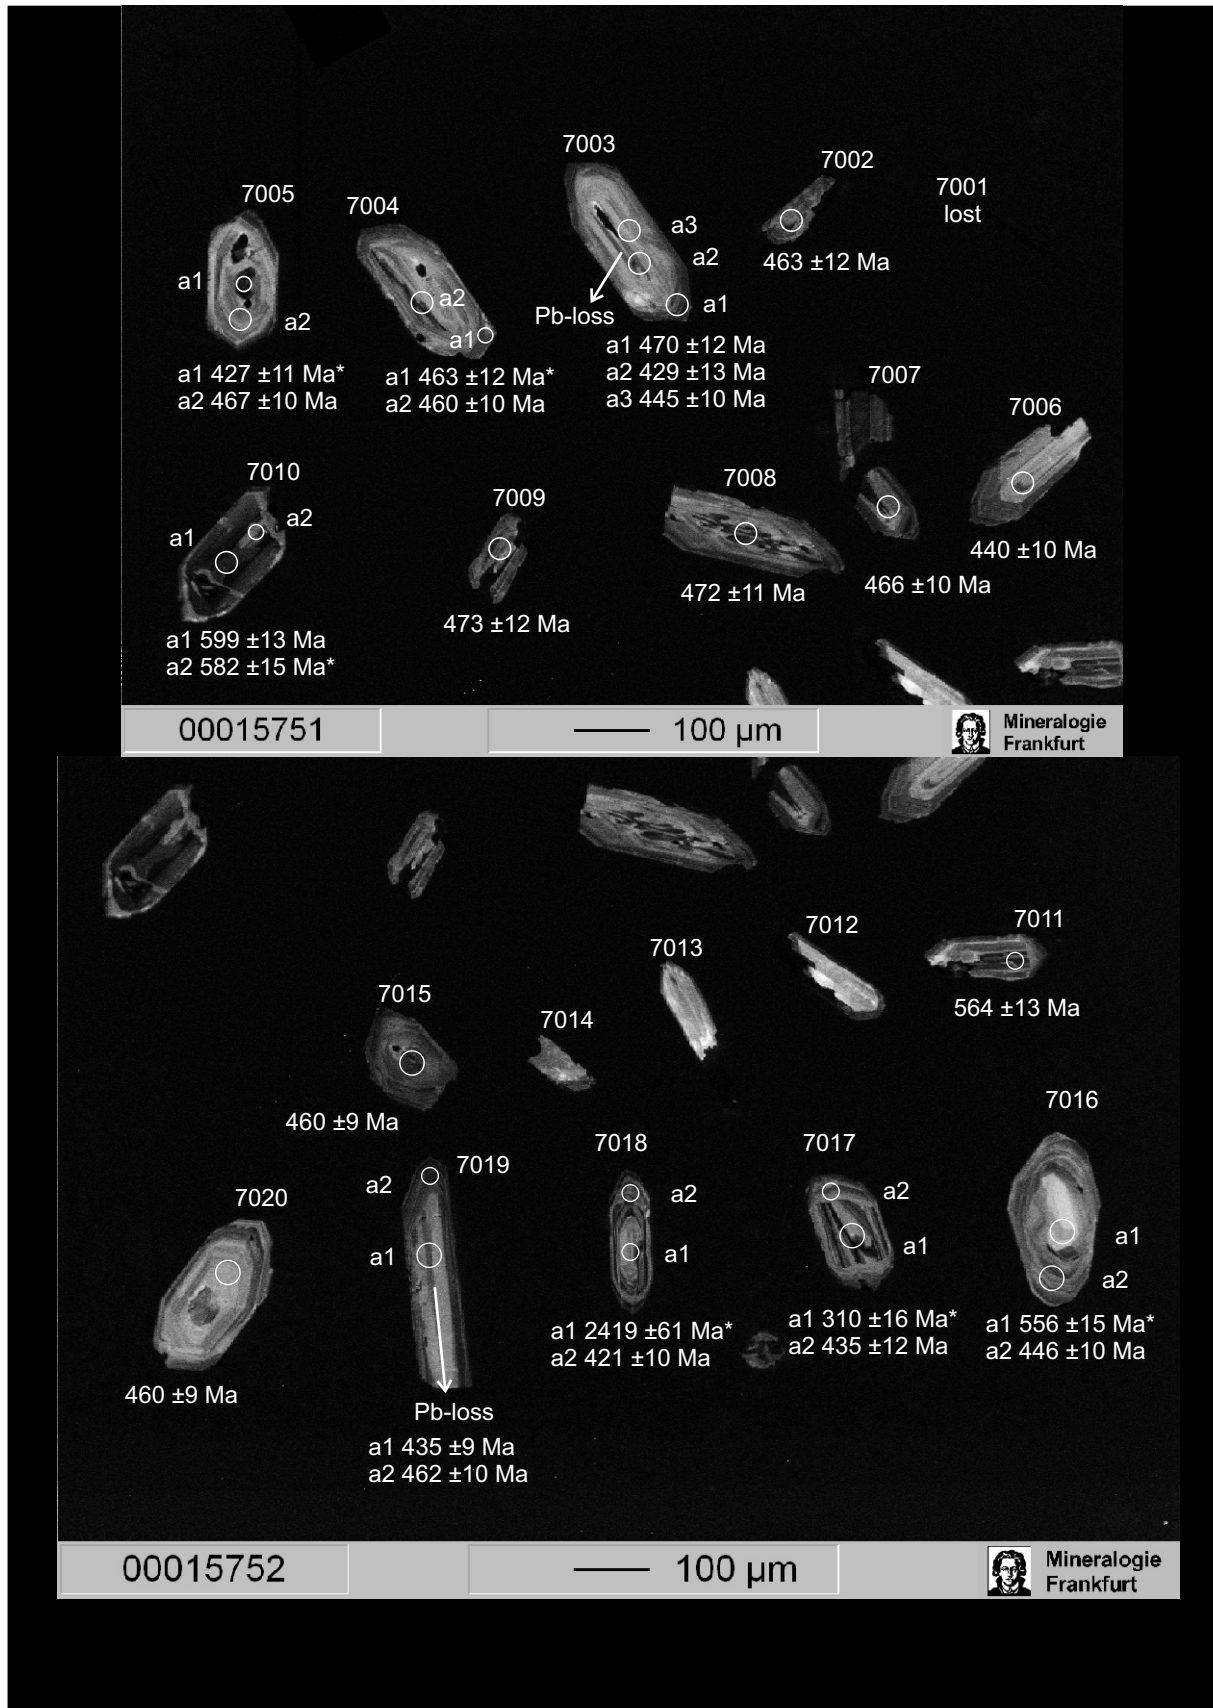 7003
7002
7001
lost
7005
7004
a3
a2
a1
463 ±12 Ma
a1
a2
a2
a1
Pb-loss
a1 470 ±12 Ma
a2 429 ±13 Ma
a3 445 ±10 Ma
a1 427 ±11 Ma*
a2 467 ±10 Ma
a1 463 ±12 Ma*
a2 460 ±10 Ma
7007
7006
7010
7009
7008
a1
a2
440 ±10 Ma
466 ±10 Ma
472 ±11 Ma
473 ±12 Ma
a1 599 ±13 Ma
a2 582 ±15 Ma*
00015751
100 µm
Mineralogie
Frankfurt
7013
7012
7011
7015
7014
564 ±13 Ma
460 ±9 Ma
7016
7020
7019
7018
7017
a2
a1
a2
a1
a2
a1
a1
a2
a1 2419 ±61 Ma*
a2 421 ±10 Ma
a1 310 ±16 Ma*
a2 435 ±12 Ma
a1 556 ±15 Ma*
a2 446 ±10 Ma
460 ±9 Ma
Pb-loss
a1 435 ±9 Ma
a2 462 ±10 Ma
00015752
100 µm
Mineralogie
Frankfurt